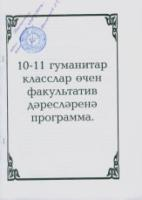 10-11 гуманитар
класслар өчен
факультатив
дәресләренә
программа.